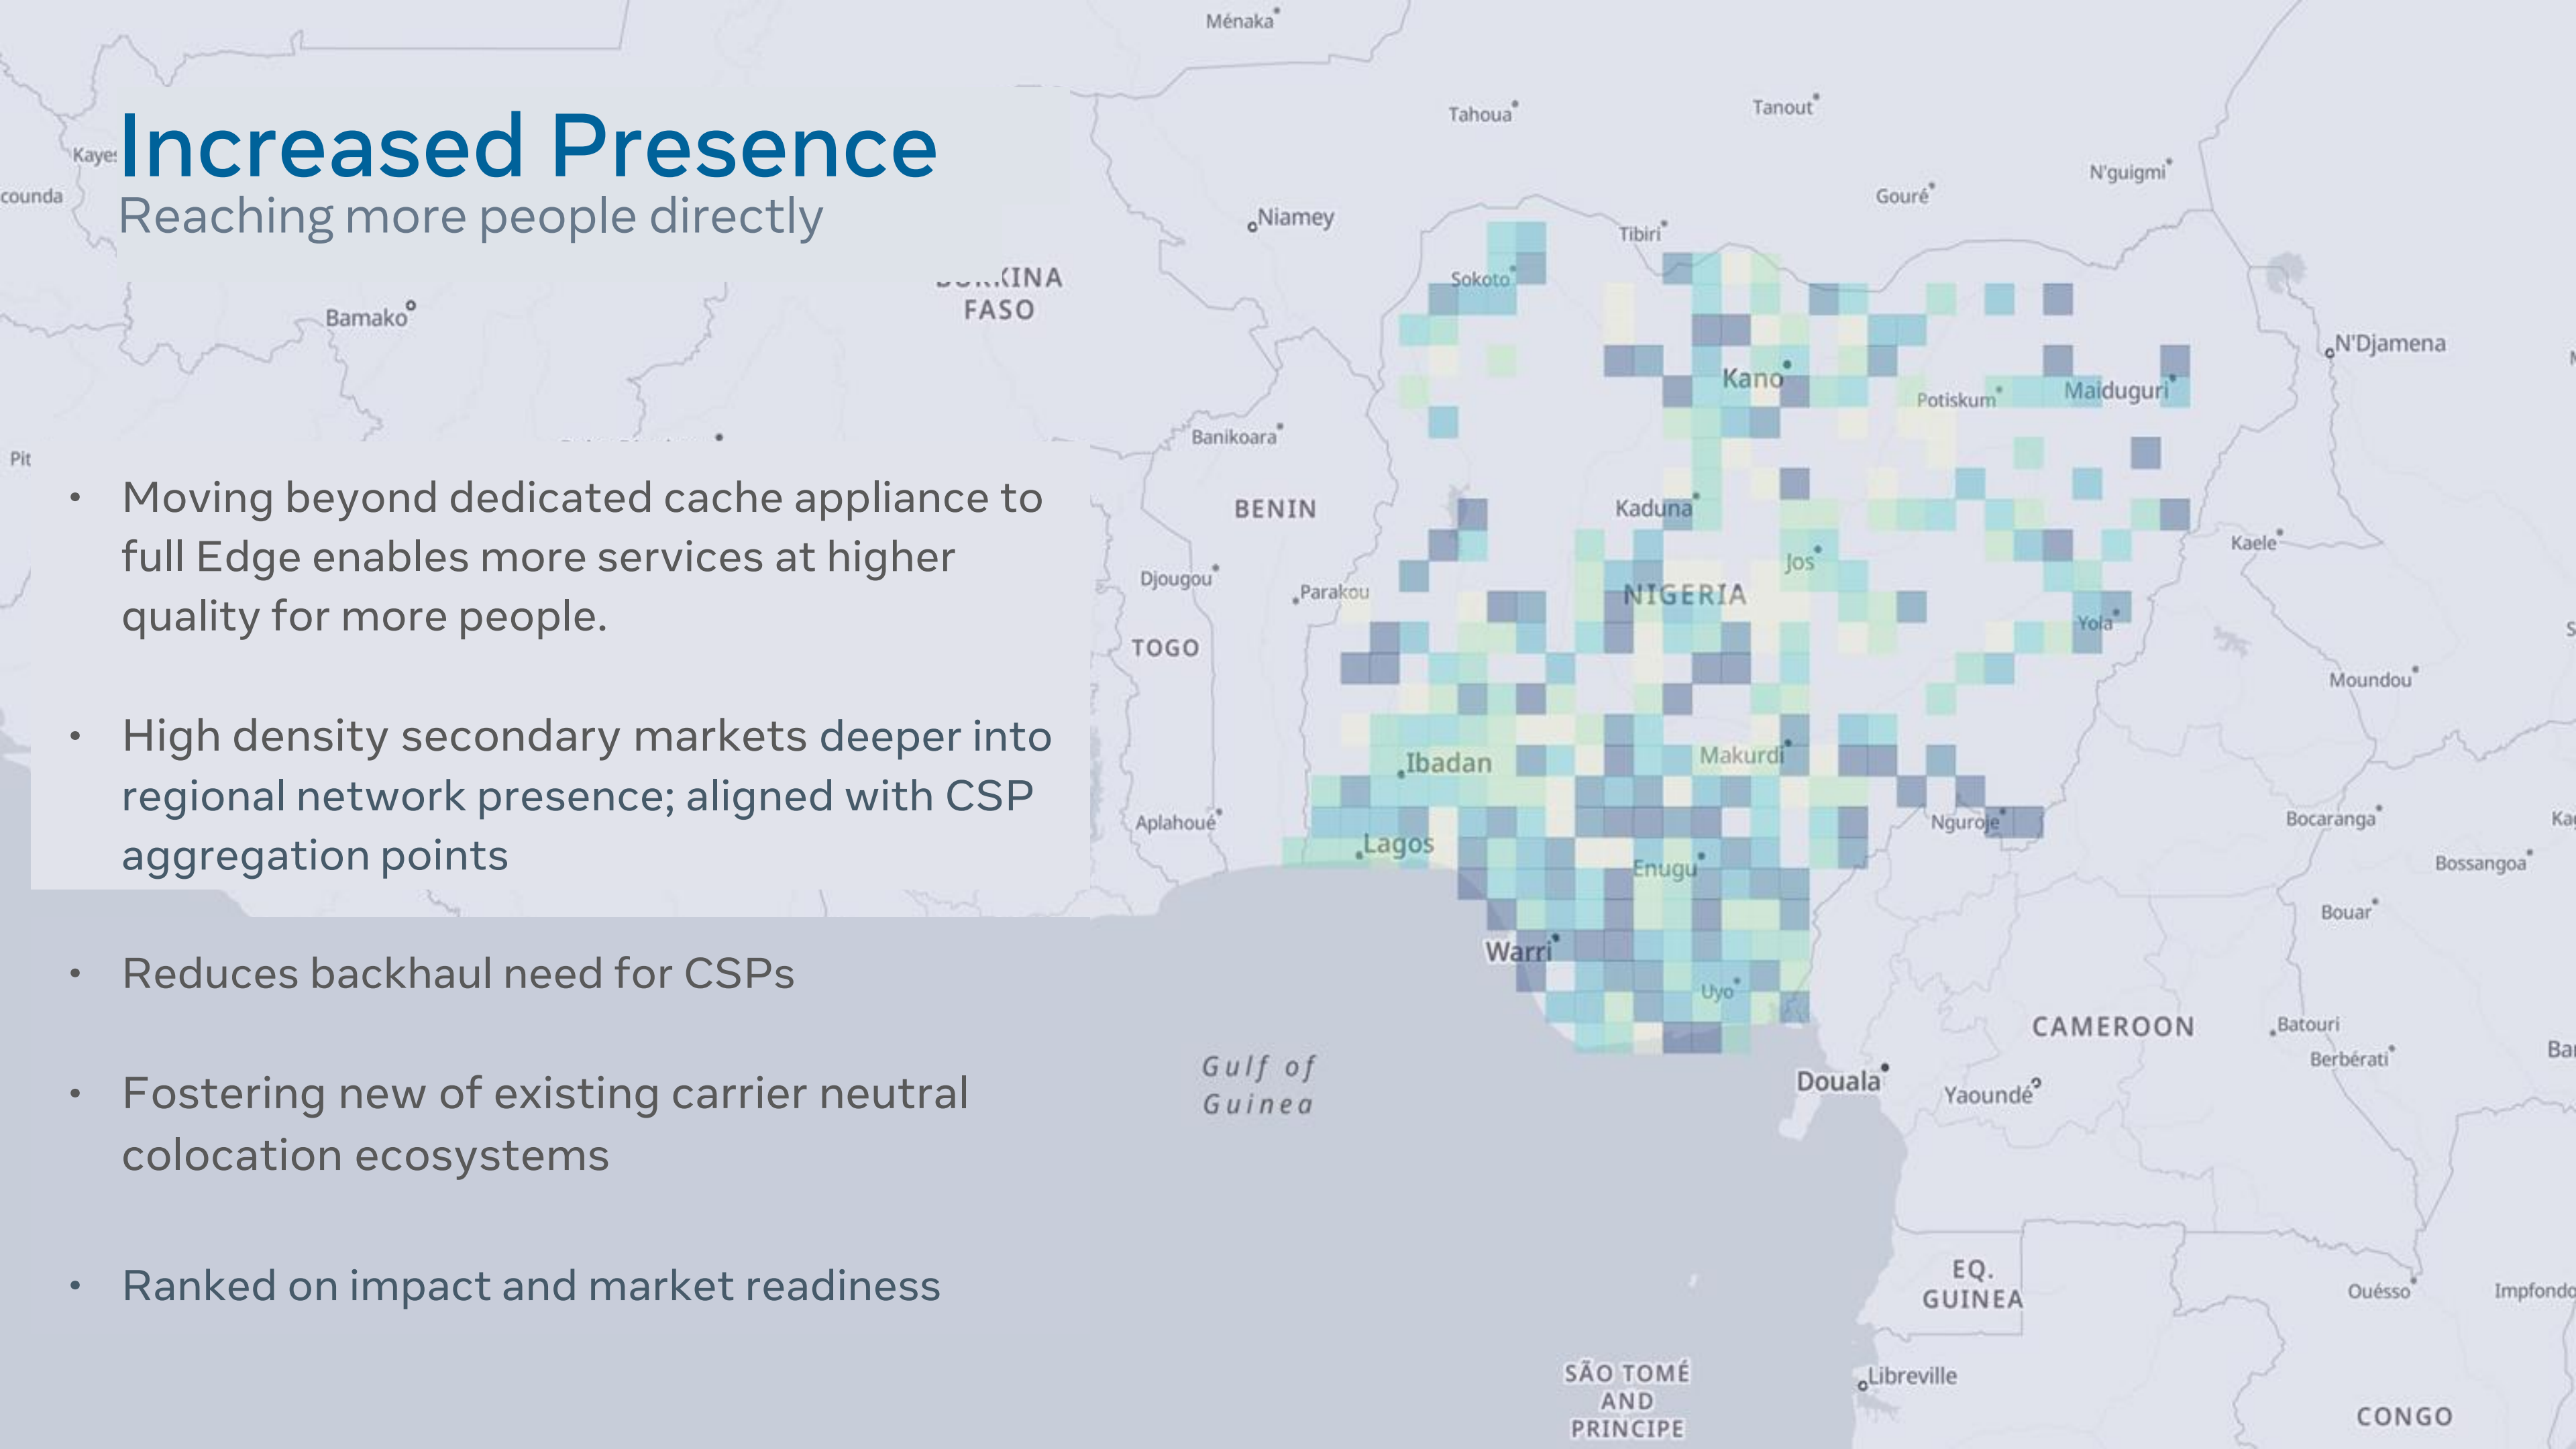 Increased Presence
Reaching more people directly
• Moving beyond dedicated cache appliance to
full Edge enables more services at higher
quality for more people.
• High density secondary markets deeper into
regional network presence; aligned with CSP
aggregation points
• Reduces backhaul need for CSPs
• Fostering new of existing carrier neutral
colocation ecosystems
• Ranked on impact and market readiness
Ménaka
Tahoua
Tanout
N'guigmi
Gouré
counda
Niamey
Tibiri
FASO
Sokoto
Bamako
N'Djamena
Kano
Potiskum
Maiduguri
Banikoara
BENIN
Kaduna
Kaele
Jos
Djougou
Parakou
NIGERIA
Yola
TOGO
Moundou
Makurdi
Ibadan
Aplahoué
Nguroje
Bocaranga
Lagos
Enugu
Bossangoa
Bouar
Warri
Uyo
CAMEROON
Batouri
Berbérati
Gulf of
Guinea
Douala
Yaoundé
EQ.
GUINEA
Ouésso
Impfondo
SÃO TOMÉ
AND
PRINCIPE
Libreville
CONGO